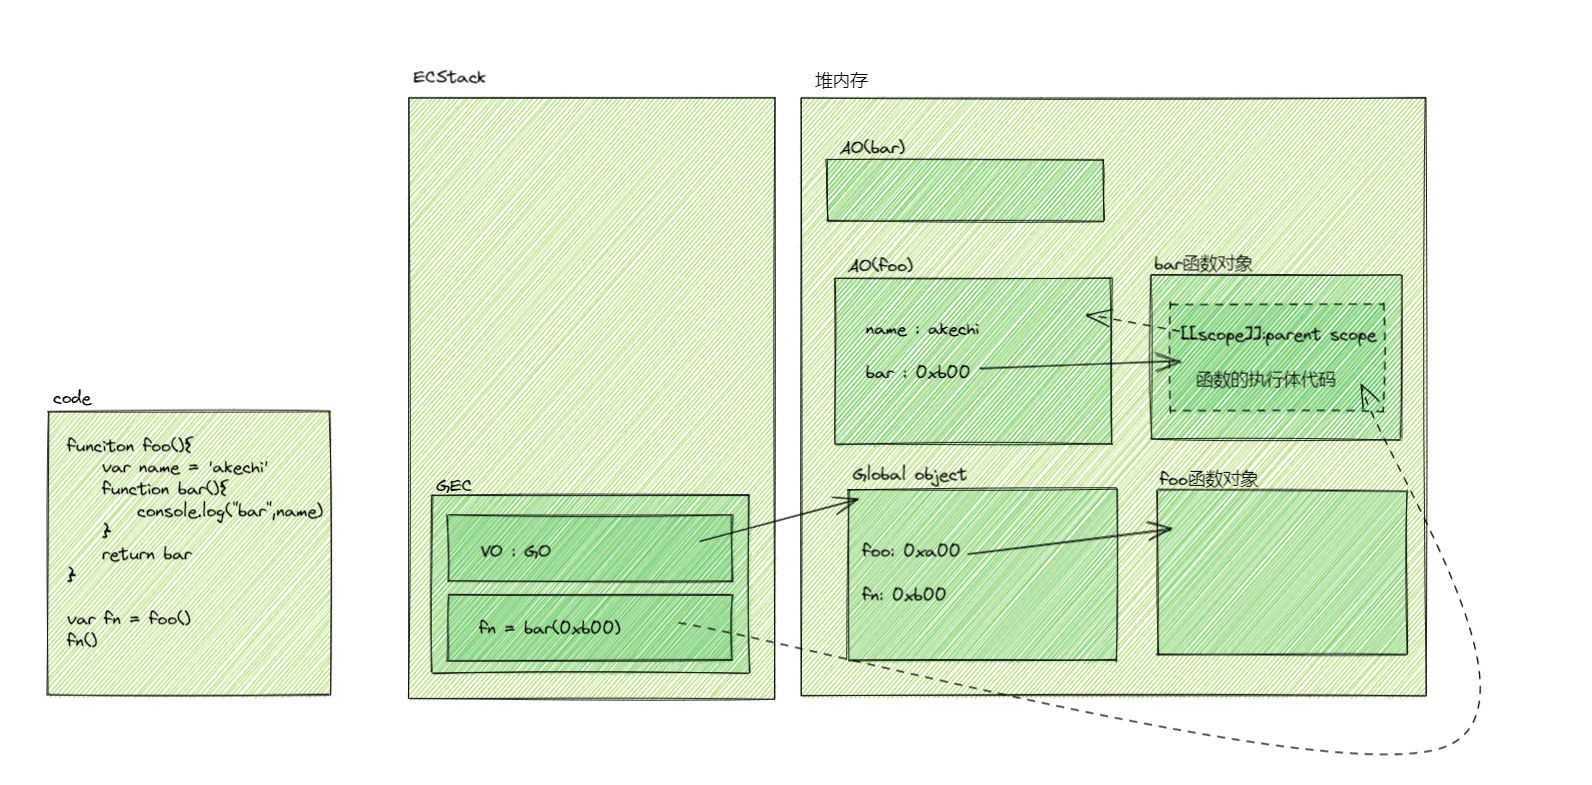 code
funciton foo(){
var name = 'akechi'
function bar(){
console.log("bar",name)
}
return bar
}
var fn = foo()
fn()
ECStack
GEC
VO : GO
fn = bar(0xb00)
堆内存
AO(bar)
AO(foo)
name : akechi
bar : 0xb00
bar函数对象
[[scope]]:parent scope
函数的执行体代码
Global object
foo: 0xa00
fn: 0xb00
foo函数对象